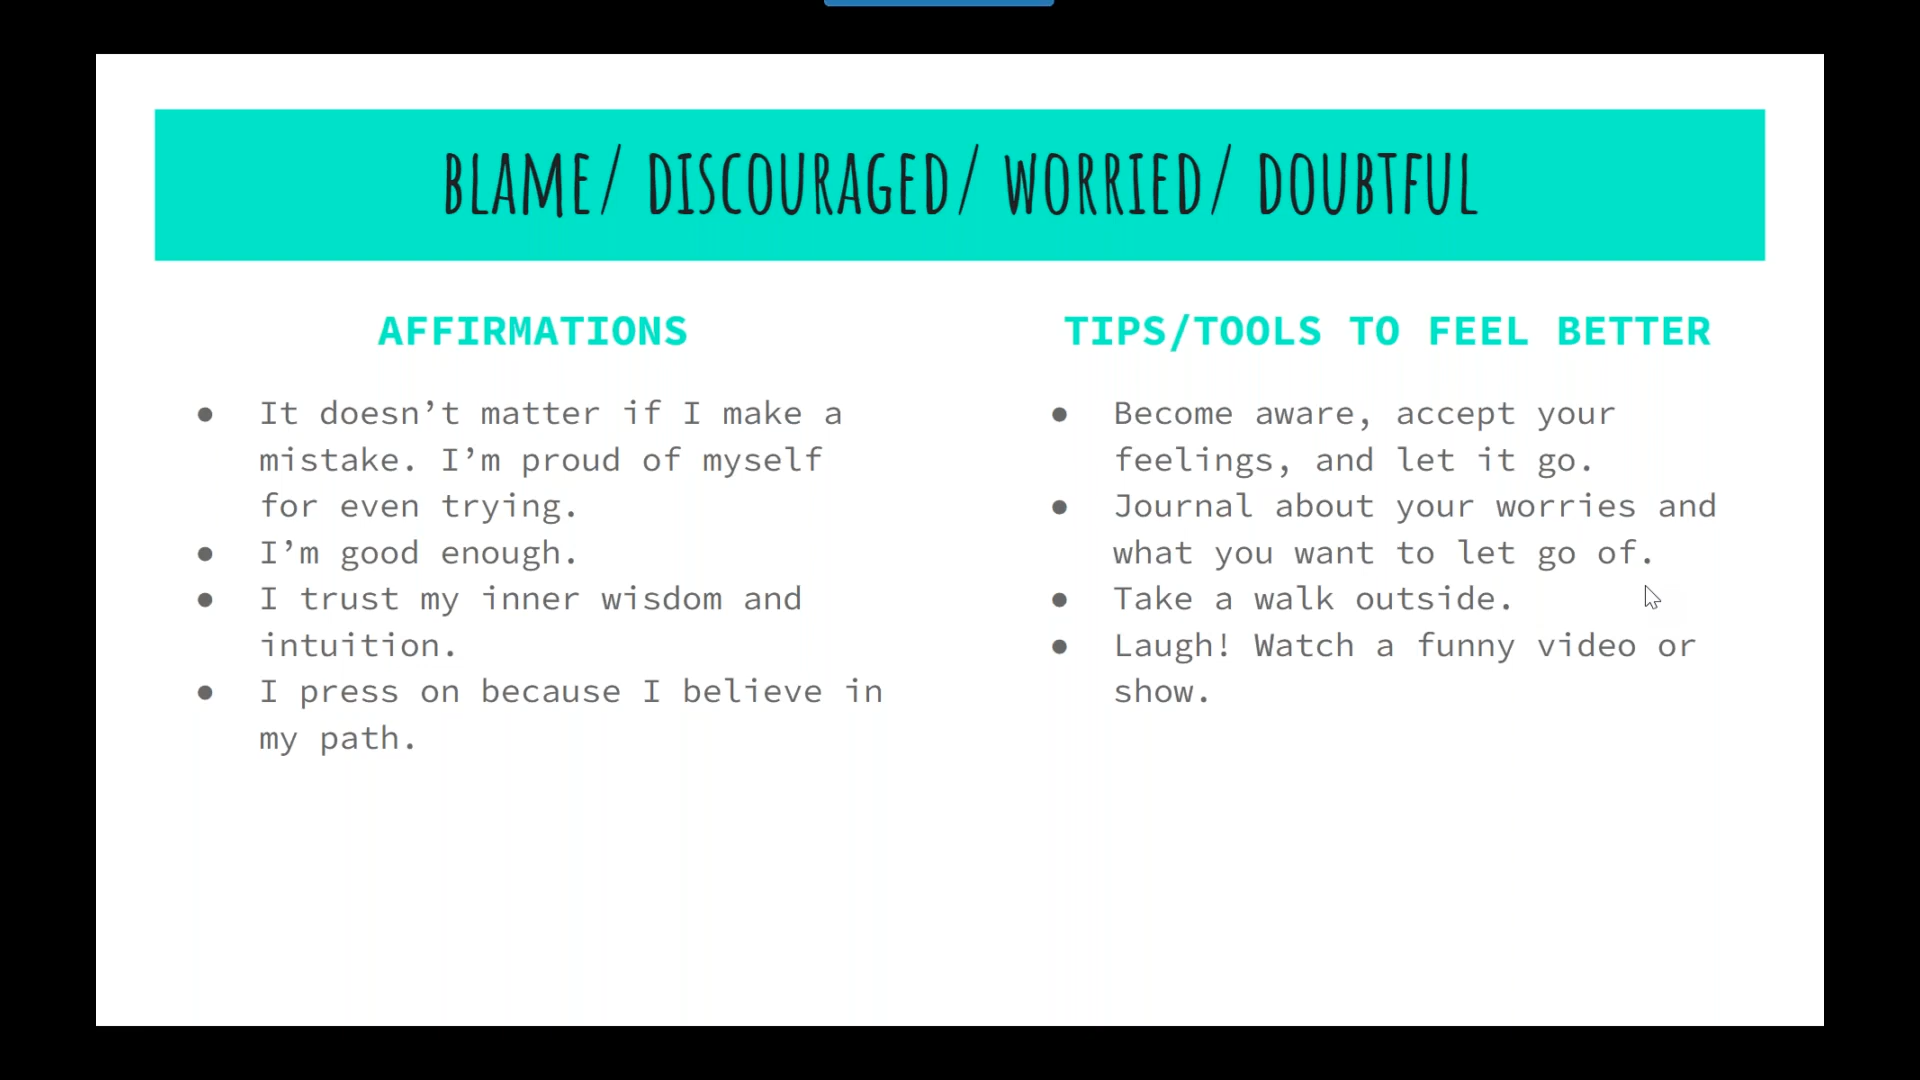 BLAME/ DISCOURAGED/ WORRIED/ DOUBTFUL
AFFIRMATIONS
● It doesn’t matter if I make a
mistake. I’m proud of myself
for even trying.
● I’m good enough.
● I trust my inner wisdom and
intuition.
● I press on because I believe in
my path.
TIPS/TOOLS TO FEEL BETTER
● Become aware, accept your
feelings, and let it go.
● Journal about your worries and
what you want to let go of.
● Take a walk outside.
● Laugh! Watch a funny video or
show.